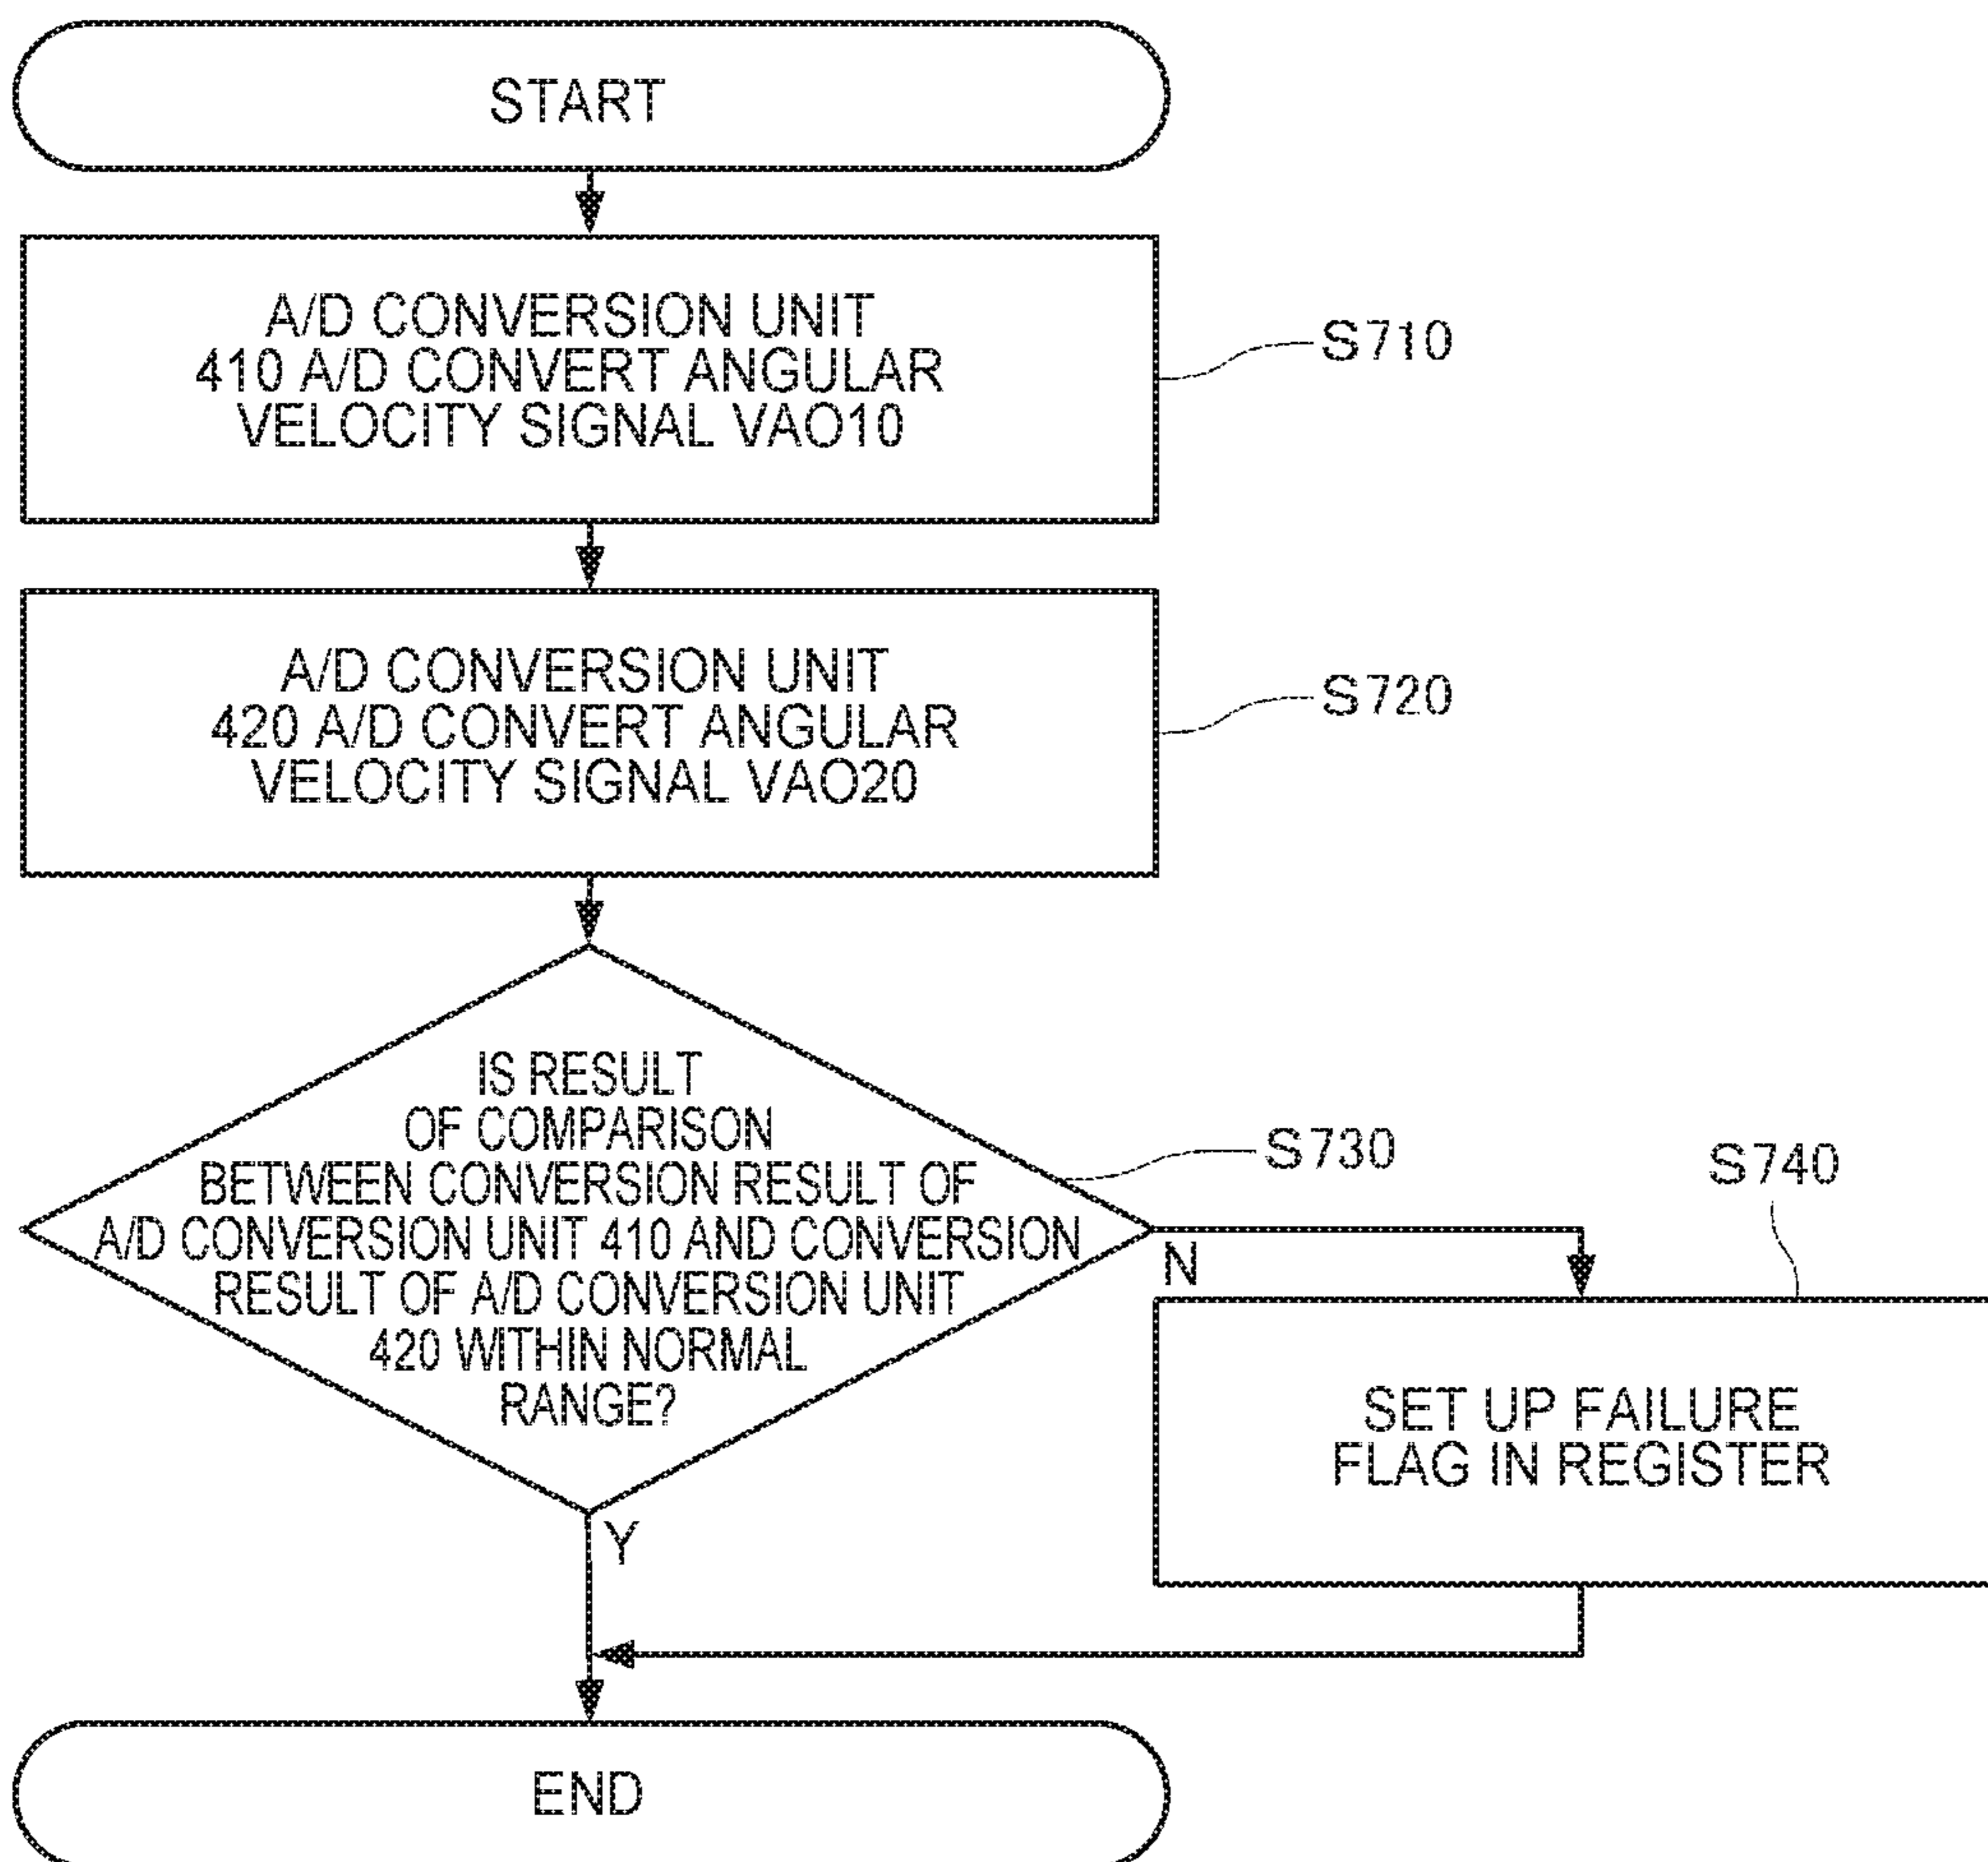 START
A/D CONVERSION UNIT
410 A/D CONVERT ANGULAR
VELOCITY SIGNAL VAO10
S710
A/D CONVERSION UNIT
420 A/D CONVERT ANGULAR
VELOCITY SIGNAL VAO20
S720
IS RESULT
OF COMPARISON
BETWEEN CONVERSION RESULT OF
A/D CONVERSION UNIT 410 AND CONVERSION
RESULT OF A/D CONVERSION UNIT
420 WITHIN NORMAL
RANGE?
S730
N
Y
S740
SET UP FAILURE
FLAG IN REGISTER
END